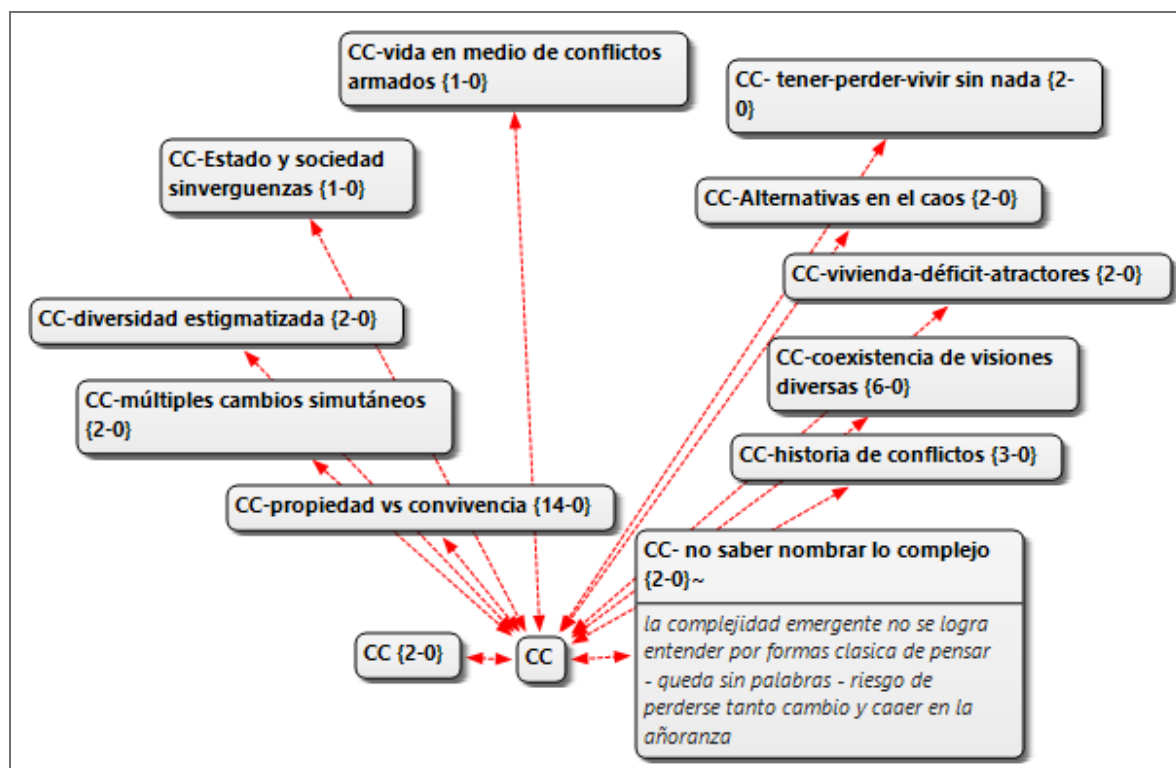 CC-vida en medio de conflictos
armados {1-0}
CC- tener-perder-vivir sin nada {2-
0}
CC-Estado y sociedad
sinverguenzas {1-0}
CC-Alternativas en el caos {2-0}
CC-vivienda-déficit-atractores {2-0}
CC-diversidad estigmatizada {2-0}
CC-coexistencia de visiones
diversas {6-0}
CC-múltiples cambios simutáneos
{2-0}
CC-historia de conflictos {3-0}
CC-propiedad vs convivencia {14-0}
CC- no saber nombrar lo complejo
{2-0}~
la complejidad emergente no se logra
entender por formas clasica de pensar
- queda sin palabras - riesgo de
perderse tanto cambio y caaer en la
añoranza
CC {2-0}
CC